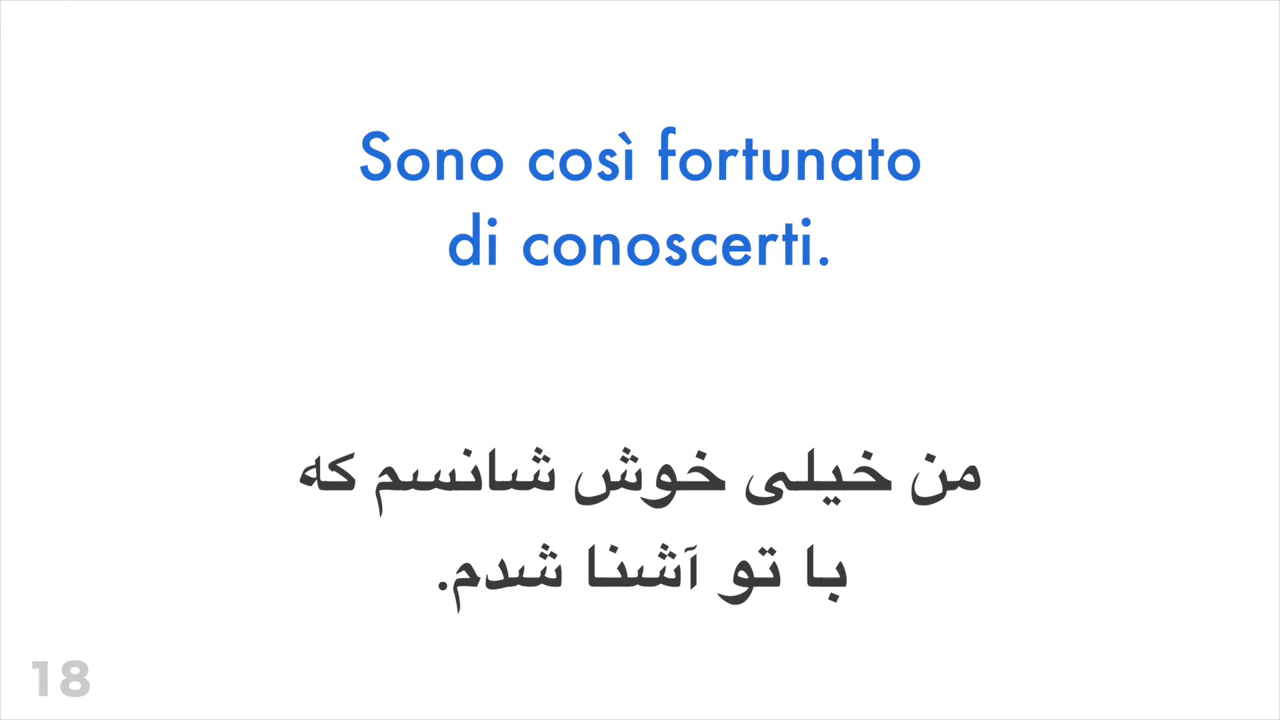 Sono così fortunato
di conoscerti.
من خیلی خوش شانسم که
با تو آشنا شدم.
18